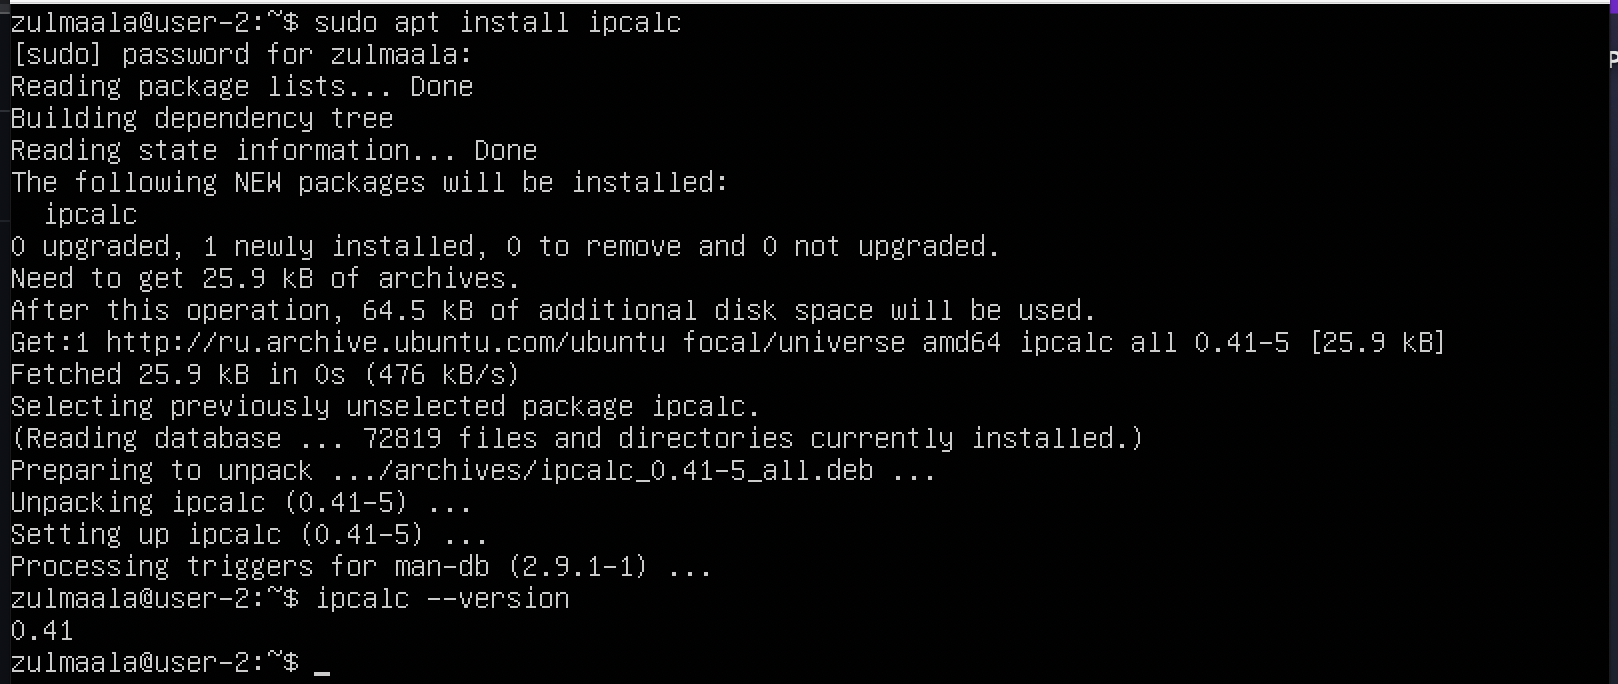 zulmaala@user-2:~$ sudo apt install ipcalc
[sudo] password for zulmaala:
Reading package lists... Done
Building dependency tree
Reading state information... Done
The following NEW packages will be installed:
  ipcalc
0 upgraded, 1 newly installed, 0 to remove and 0 not upgraded.
Need to get 25.9 kB of archives.
After this operation, 64.5 kB of additional disk space will be used.
Get:1 http://ru.archive.ubuntu.com/ubuntu focal/universe amd64 ipcalc all 0.41-5 [25.9 kB]
Fetched 25.9 kB in 0s (476 kB/s)
Selecting previously unselected package ipcalc.
(Reading database ... 72819 files and directories currently installed.)
Preparing to unpack .../archives/ipcalc_0.41-5_all.deb ...
Unpacking ipcalc (0.41-5) ...
Setting up ipcalc (0.41-5) ...
Processing triggers for man-db (2.9.1-1) ...
zulmaala@user-2:~$ ipcalc --version
0.41
zulmaala@user-2:~$ _